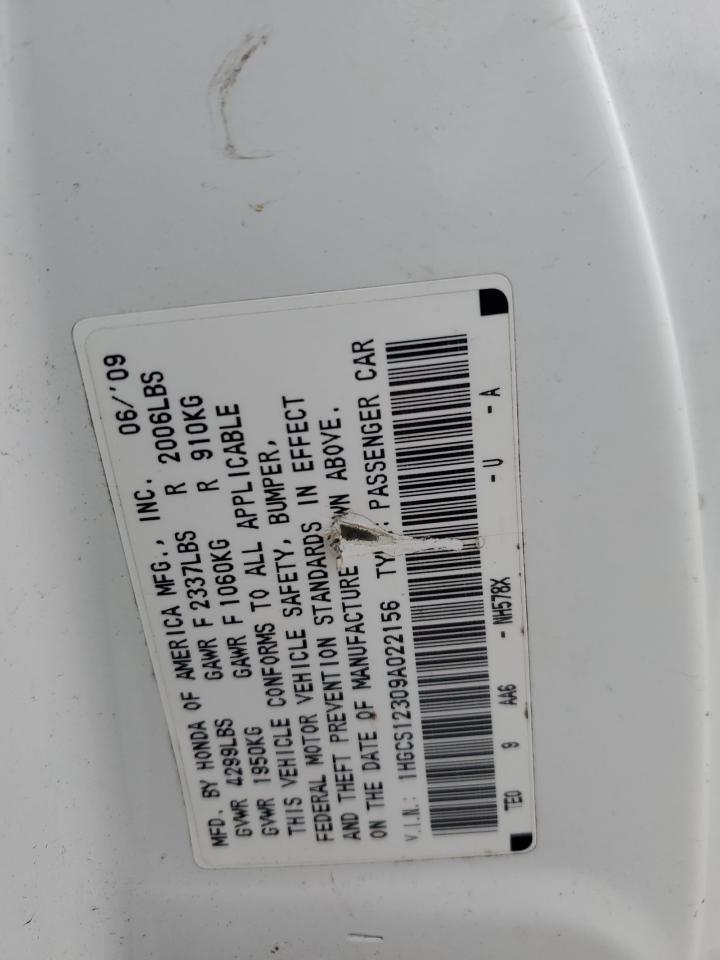 MFD. BY HONDA OF AMERICA MFG., INC. 06/'09
GVWR 4299LBS GAWR F 2337LBS R 2006LBS
GVWR 1950KG GAWR F 1060KG R 910KG
THIS VEHICLE CONFORMS TO ALL APPLICABLE
FEDERAL MOTOR VEHICLE SAFETY, BUMPER,
AND THEFT PREVENTION STANDARDS IN EFFECT
ON THE DATE OF MANUFACTURE WN ABOVE.
V.I.N.: 1HGCS12309A022156 TY : PASSENGER CAR
TEO 9 AA6 - NH578X - U - A